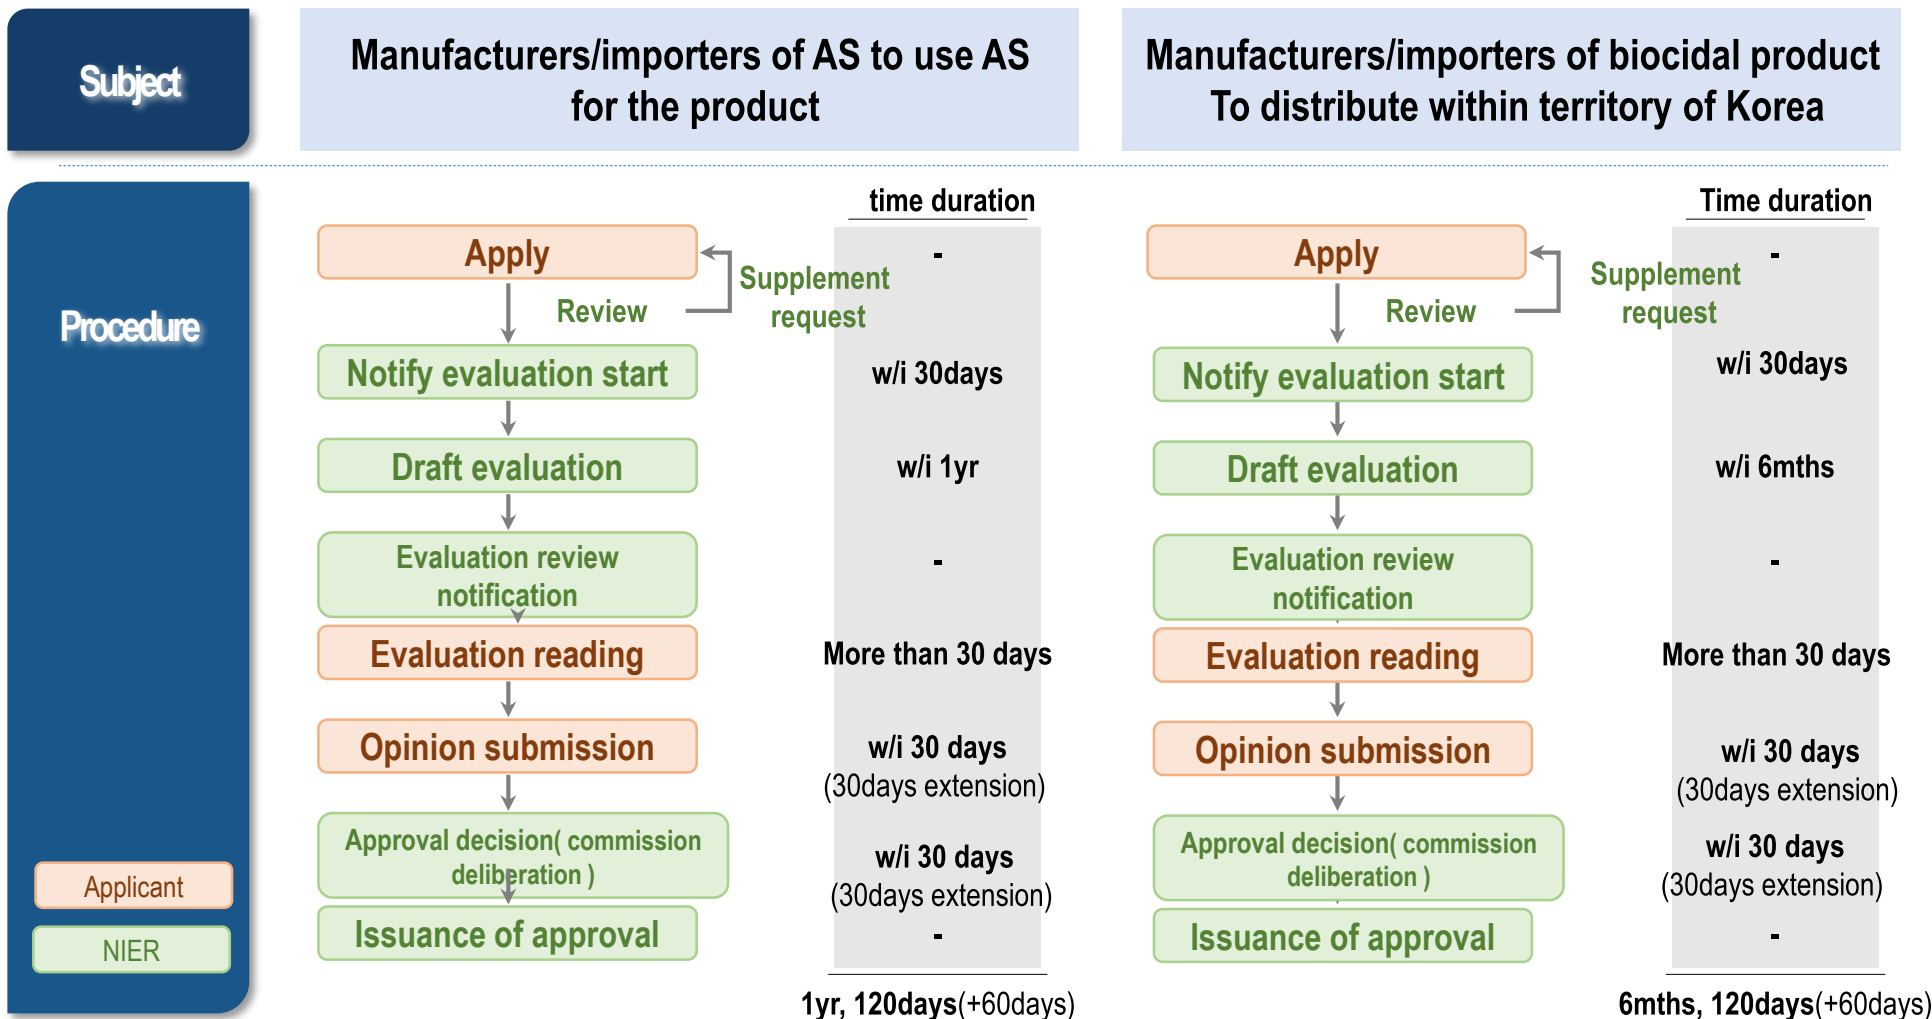 Subject
Manufacturers/importers of AS to use AS
for the product
Manufacturers/importers of biocidal product
To distribute within territory of Korea
Procedure
time duration
Apply
-
Supplement
request
Review
Notify evaluation start
w/i 30days
Draft evaluation
w/i 1yr
Evaluation review
notification
-
Evaluation reading
More than 30 days
Opinion submission
w/i 30 days
(30days extension)
Approval decision( commission
deliberation )
w/i 30 days
(30days extension)
Issuance of approval
-
1yr, 120days(+60days)
Time duration
Apply
-
Supplement
request
Review
Notify evaluation start
w/i 30days
Draft evaluation
w/i 6mths
Evaluation review
notification
-
Evaluation reading
More than 30 days
Opinion submission
w/i 30 days
(30days extension)
Approval decision( commission
deliberation )
w/i 30 days
(30days extension)
Issuance of approval
-
6mths, 120days(+60days)
Applicant
NIER